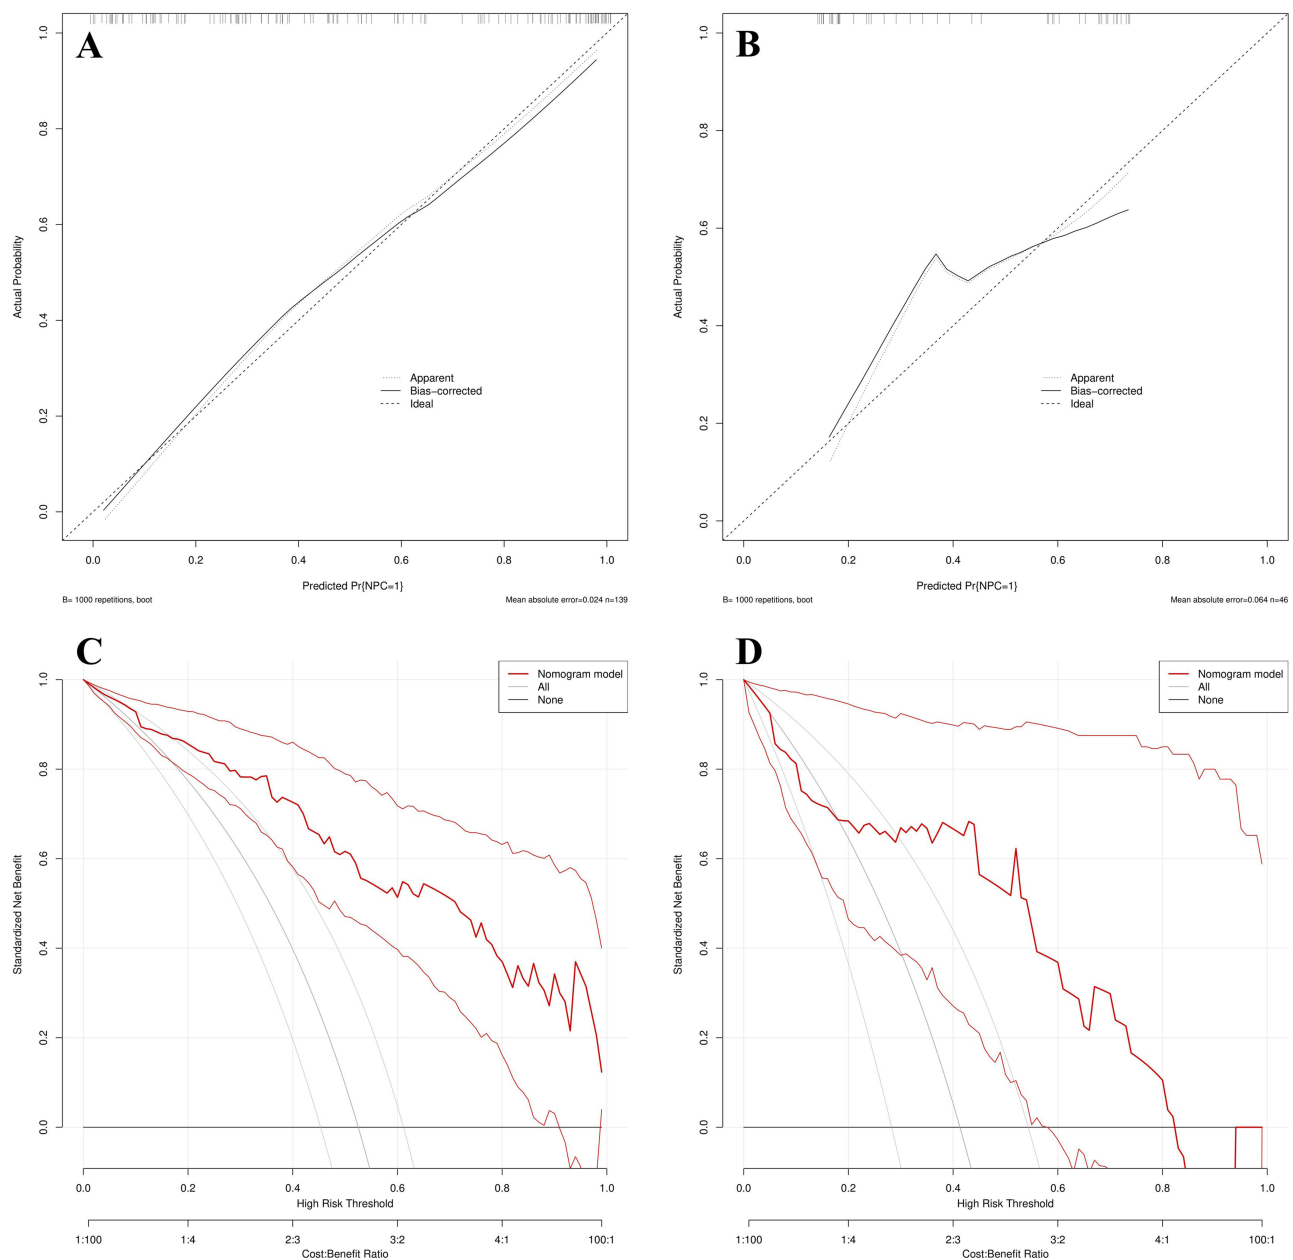 A
1.0
0.8
0.6
0.4
0.2
0.0
Actual Probability
Apparent
Bias-corrected
Ideal
0.0 0.2 0.4 0.6 0.8 1.0
Predicted Pr{NPC=1}
B= 1000 repetitions, boot
Mean absolute error=0.024 n=139
B
1.0
0.8
0.6
0.4
0.2
0.0
Actual Probability
Apparent
Bias-corrected
Ideal
0.0 0.2 0.4 0.6 0.8 1.0
Predicted Pr{NPC=1}
B= 1000 repetitions, boot
Mean absolute error=0.064 n=46
C
Nomogram model
All
None
1.0
0.8
0.6
0.4
0.2
0.0
Standardized Net Benefit
0.0 0.2 0.4 0.6 0.8 1.0
High Risk Threshold
1:100 1:4 2:3 3:2 4:1 100:1
Cost:Benefit Ratio
D
Nomogram model
All
None
1.0
0.8
0.6
0.4
0.2
0.0
Standardized Net Benefit
0.0 0.2 0.4 0.6 0.8 1.0
High Risk Threshold
1:100 1:4 2:3 3:2 4:1 100:1
Cost:Benefit Ratio